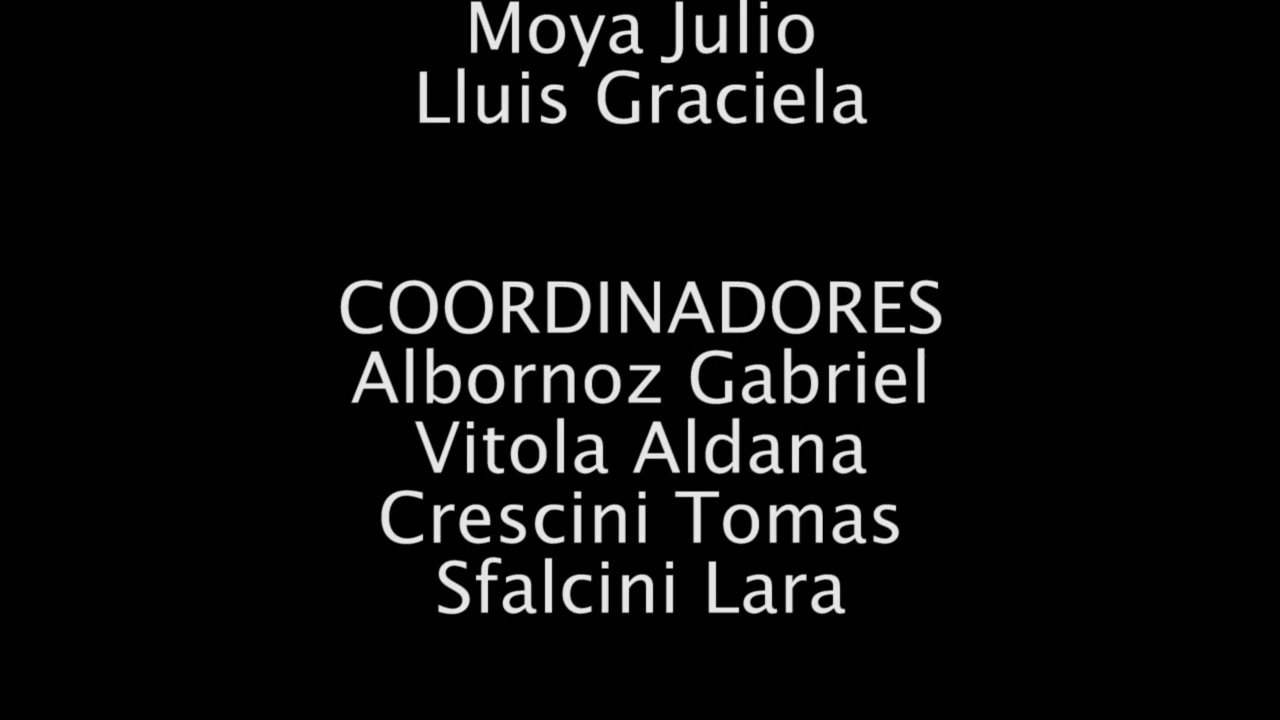 Moya Julio
Lluis Graciela
COORDINADORES
Albornoz Gabriel
Vitola Aldana
Crescini Tomas
Sfalcini Lara